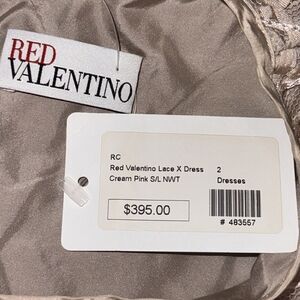 RED
VALENTINO
RC
Red Valentino Lace X Dress 2
Cream Pink S/L NWT Dresses
$395.00
# 483557